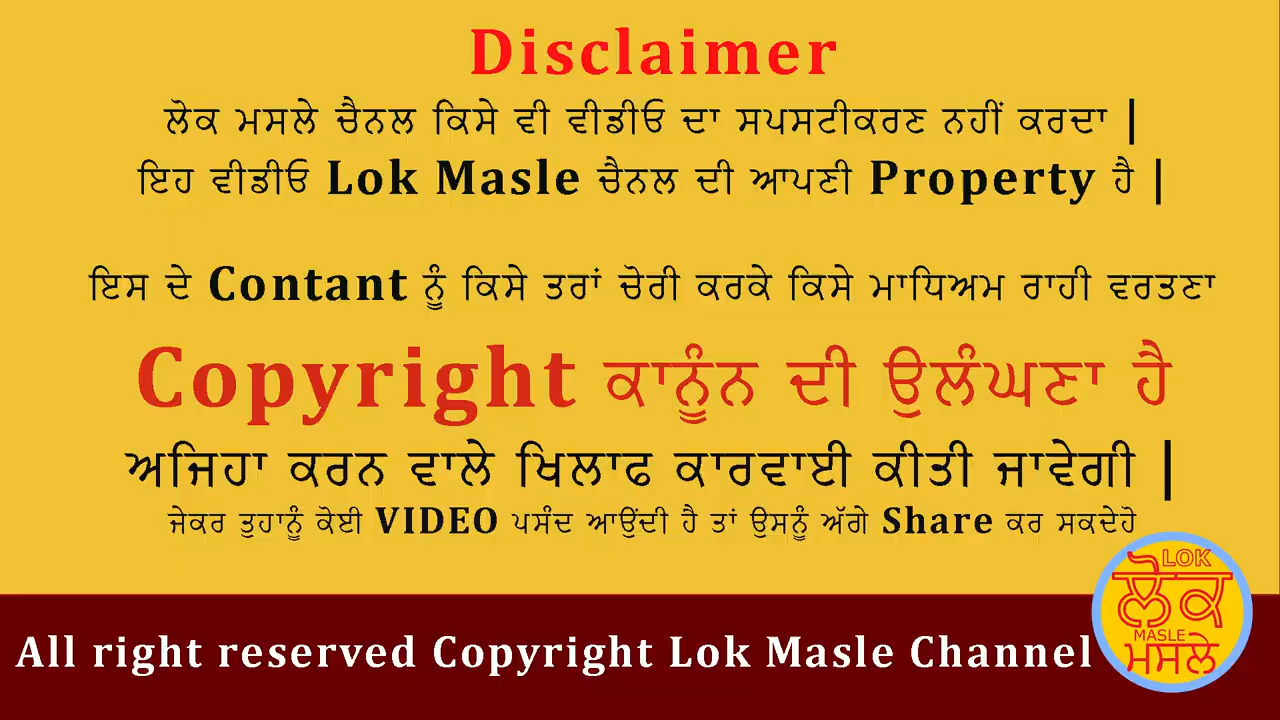 Disclaimer
ਲੋਕ ਮਸਲੇ ਚੈਨਲ ਕਿਸੇ ਵੀ ਵੀਡੀਓ ਦਾ ਸਪਸਟੀਕਰਣ ਨਹੀਂ ਕਰਦਾ |
ਇਹ ਵੀਡੀਓ Lok Masle ਚੈਨਲ ਦੀ ਆਪਣੀ Property ਹੈ |
ਇਸ ਦੇ Contant ਨੂੰ ਕਿਸੇ ਤਰਾਂ ਚੋਰੀ ਕਰਕੇ ਕਿਸੇ ਮਾਧਿਅਮ ਰਾਹੀ ਵਰਤਣਾ
Copyright ਕਾਨੂੰਨ ਦੀ ਉਲੰਘਣਾ ਹੈ
ਅਜਿਹਾ ਕਰਨ ਵਾਲੇ ਖਿਲਾਫ ਕਾਰਵਾਈ ਕੀਤੀ ਜਾਵੇਗੀ |
ਜੇਕਰ ਤੁਹਾਨੂੰ ਕੋਈ VIDEO ਪਸੰਦ ਆਉਂਦੀ ਹੈ ਤਾਂ ਉਸਨੂੰ ਅੱਗੇ Share ਕਰ ਸਕਦੇਹੋ
All right reserved Copyright Lok Masle Channel
LOK
ਲੋਕ
MASLE
ਮਸਲੇ